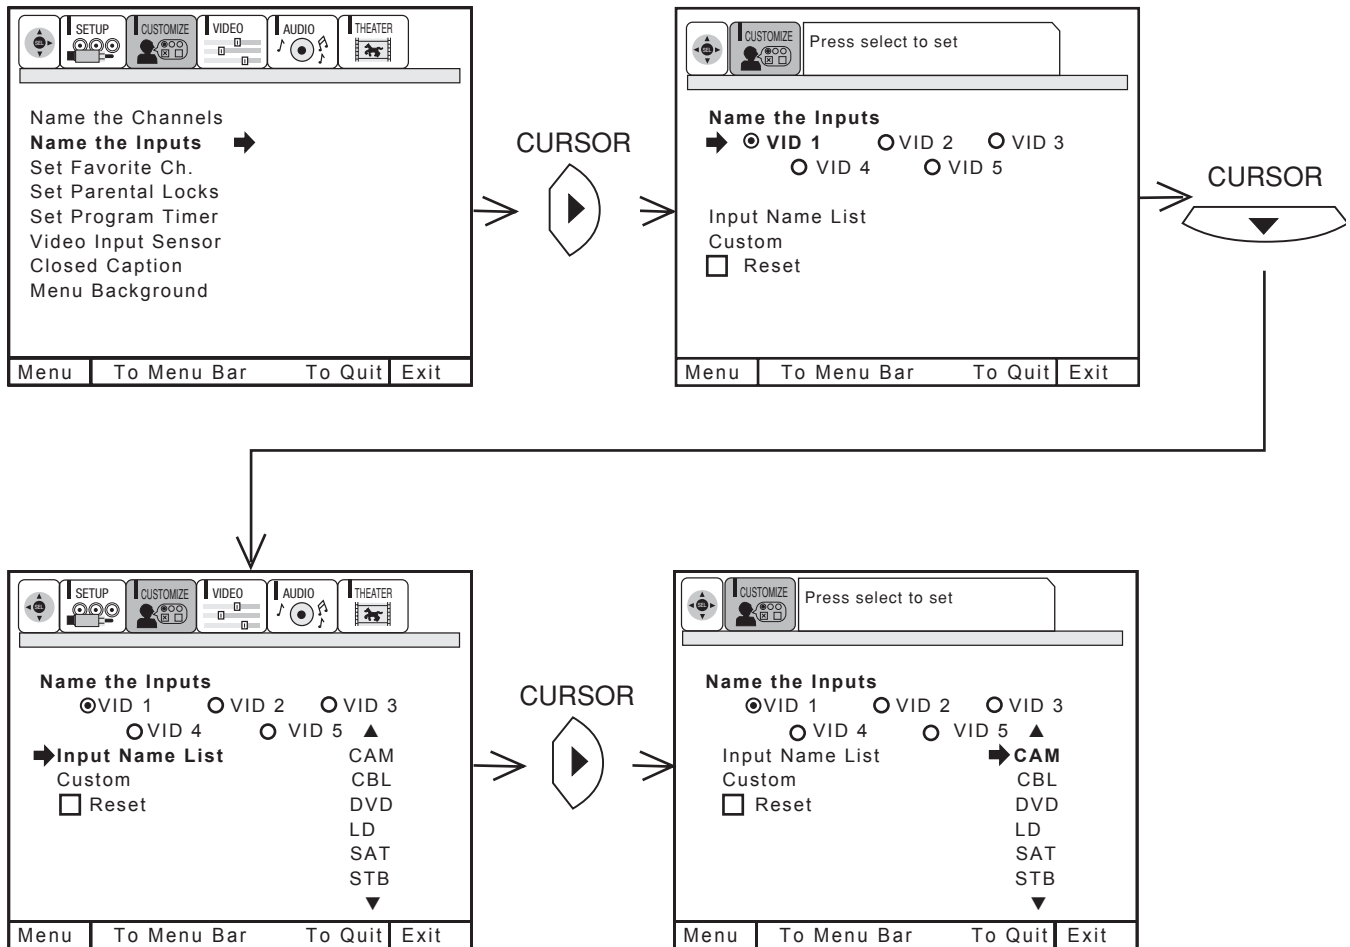 SETUP CUSTOMIZE VIDEO AUDIO THEATER
SEL
Name the Channels
Name the Inputs
Set Favorite Ch.
Set Parental Locks
Set Program Timer
Video Input Sensor
Closed Caption
Menu Background
Menu To Menu Bar To Quit Exit
CURSOR
CUSTOMIZE Press select to set
SEL
Name the Inputs
VID 1 VID 2 VID 3
VID 4 VID 5
Input Name List
Custom
Reset
Menu To Menu Bar To Quit Exit
CURSOR
SETUP CUSTOMIZE VIDEO AUDIO THEATER
SEL
Name the Inputs
VID 1 VID 2 VID 3
VID 4 VID 5
Input Name List CAM
Custom CBL
Reset DVD
LD
SAT
STB
Menu To Menu Bar To Quit Exit
CURSOR
CUSTOMIZE Press select to set
SEL
Name the Inputs
VID 1 VID 2 VID 3
VID 4 VID 5
Input Name List CAM
Custom CBL
Reset DVD
LD
SAT
STB
Menu To Menu Bar To Quit Exit